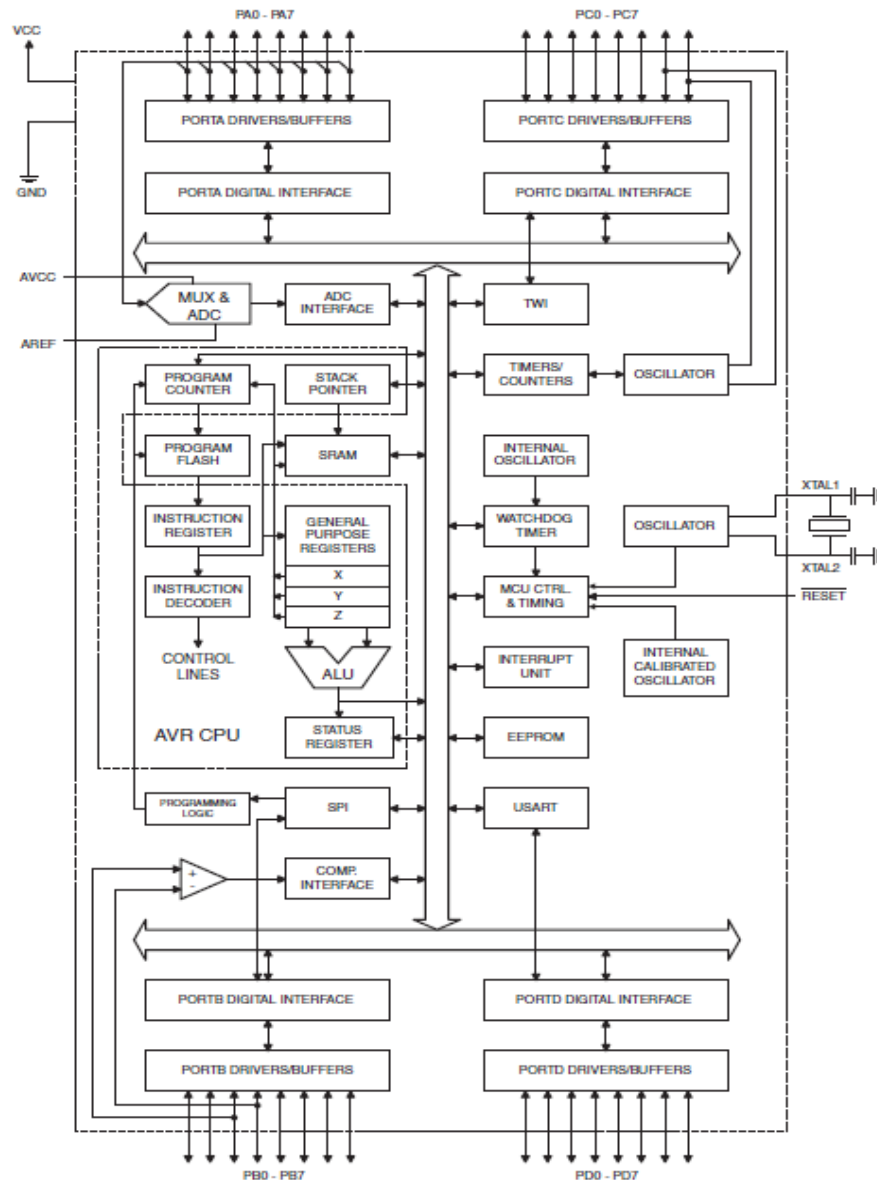 PA0 - PA7
PC0 - PC7
VCC
PORTA DRIVERS/BUFFERS
PORTC DRIVERS/BUFFERS
GND
PORTA DIGITAL INTERFACE
PORTC DIGITAL INTERFACE
AVCC
MUX &
ADC
ADC
INTERFACE
TWI
AREF
PROGRAM
COUNTER
STACK
POINTER
TIMERS/
COUNTERS
OSCILLATOR
PROGRAM
FLASH
SRAM
INTERNAL
OSCILLATOR
XTAL1
INSTRUCTION
REGISTER
GENERAL
PURPOSE
REGISTERS
WATCHDOG
TIMER
OSCILLATOR
XTAL2
X
INSTRUCTION
DECODER
Y
MCU CTRL.
& TIMING
RESET
Z
CONTROL
LINES
ALU
INTERRUPT
UNIT
INTERNAL
CALIBRATED
OSCILLATOR
AVR CPU
STATUS
REGISTER
EEPROM
PROGRAMMING
LOGIC
SPI
USART
+
-
COMP.
INTERFACE
PORTB DIGITAL INTERFACE
PORTD DIGITAL INTERFACE
PORTB DRIVERS/BUFFERS
PORTD DRIVERS/BUFFERS
PB0 - PB7
PD0 - PD7